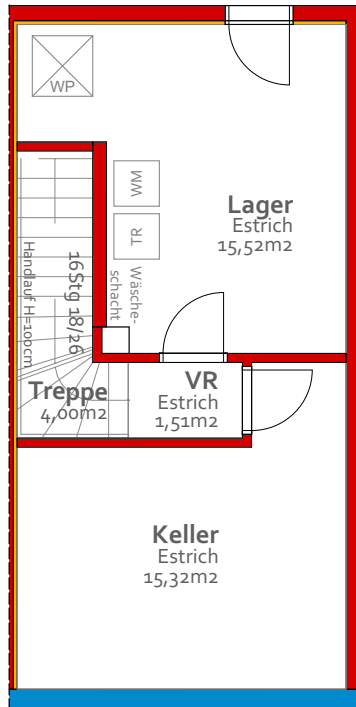 WP
WM
TR
Wäsche-
schacht
Lager
Estrich
15,52m2
16Stg 18/26
Handlauf H=100cm
Treppe
4,00m2
VR
Estrich
1,51m2
Keller
Estrich
15,32m2